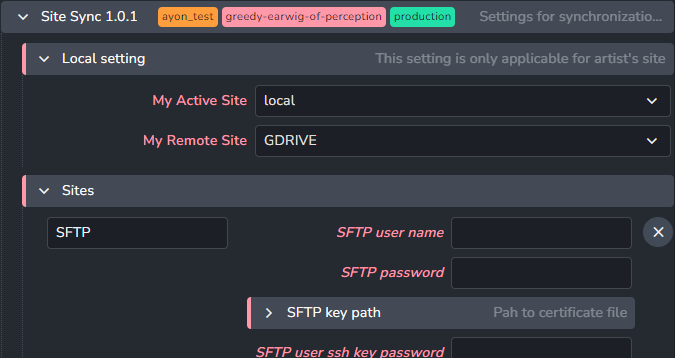 Site Sync 1.0.1 ayon_test greedy-earwig-of-perception production Settings for synchronizatio...
Local setting This setting is only applicable for artist's site
My Active Site local
My Remote Site GDRIVE
Sites
SFTP SFTP user name
SFTP password
SFTP key path Pah to certificate file
SFTP user ssh key password